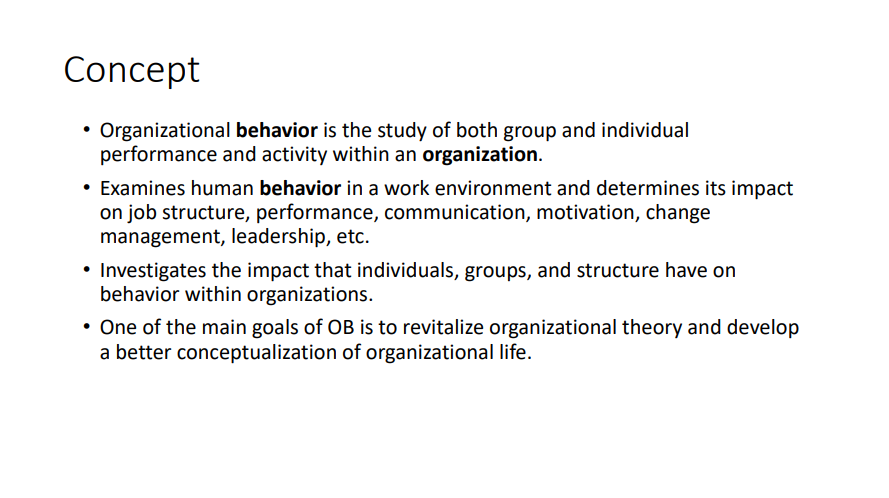 Concept
• Organizational behavior is the study of both group and individual
performance and activity within an organization.
• Examines human behavior in a work environment and determines its impact
on job structure, performance, communication, motivation, change
management, leadership, etc.
• Investigates the impact that individuals, groups, and structure have on
behavior within organizations.
• One of the main goals of OB is to revitalize organizational theory and develop
a better conceptualization of organizational life.